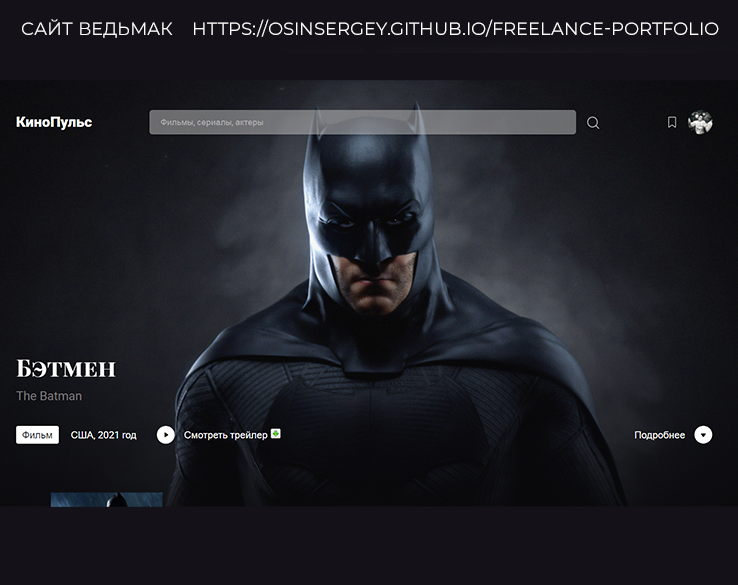 САЙТ ВЕДЬМАК HTTPS://OSINSERGEY.GITHUB.IO/FREELANCE-PORTFOLIO
КиноПульс Фильмы, сериалы, актеры
Бэтмен
The Batman
Фильм США, 2021 год Смотреть трейлер Подробнее